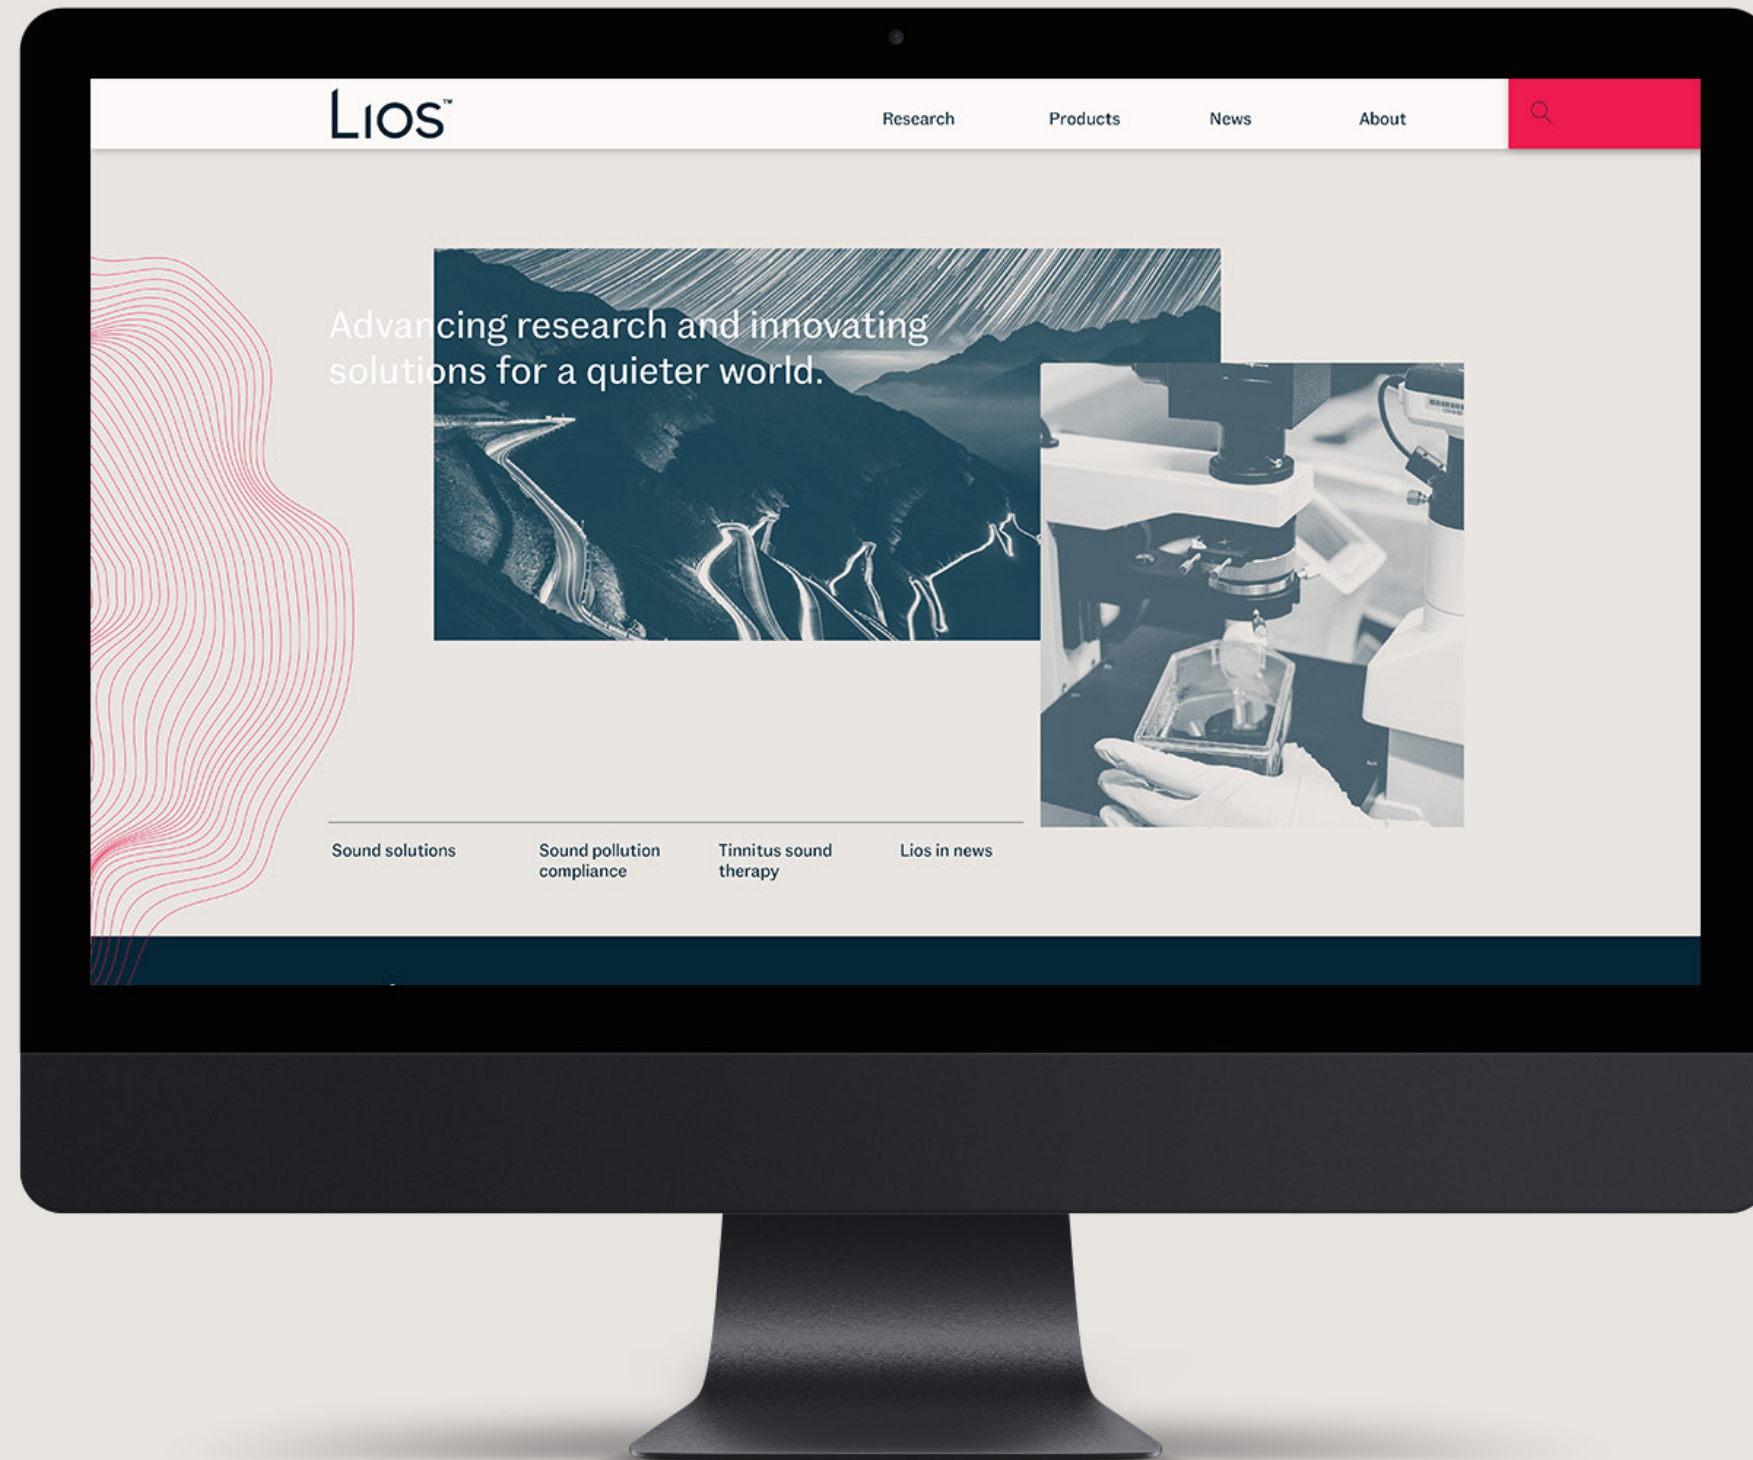 Lıos™
Research
Products
News
About
Advancing research and innovating
solutions for a quieter world.
Sound solutions
Sound pollution
compliance
Tinnitus sound
therapy
Lios in news